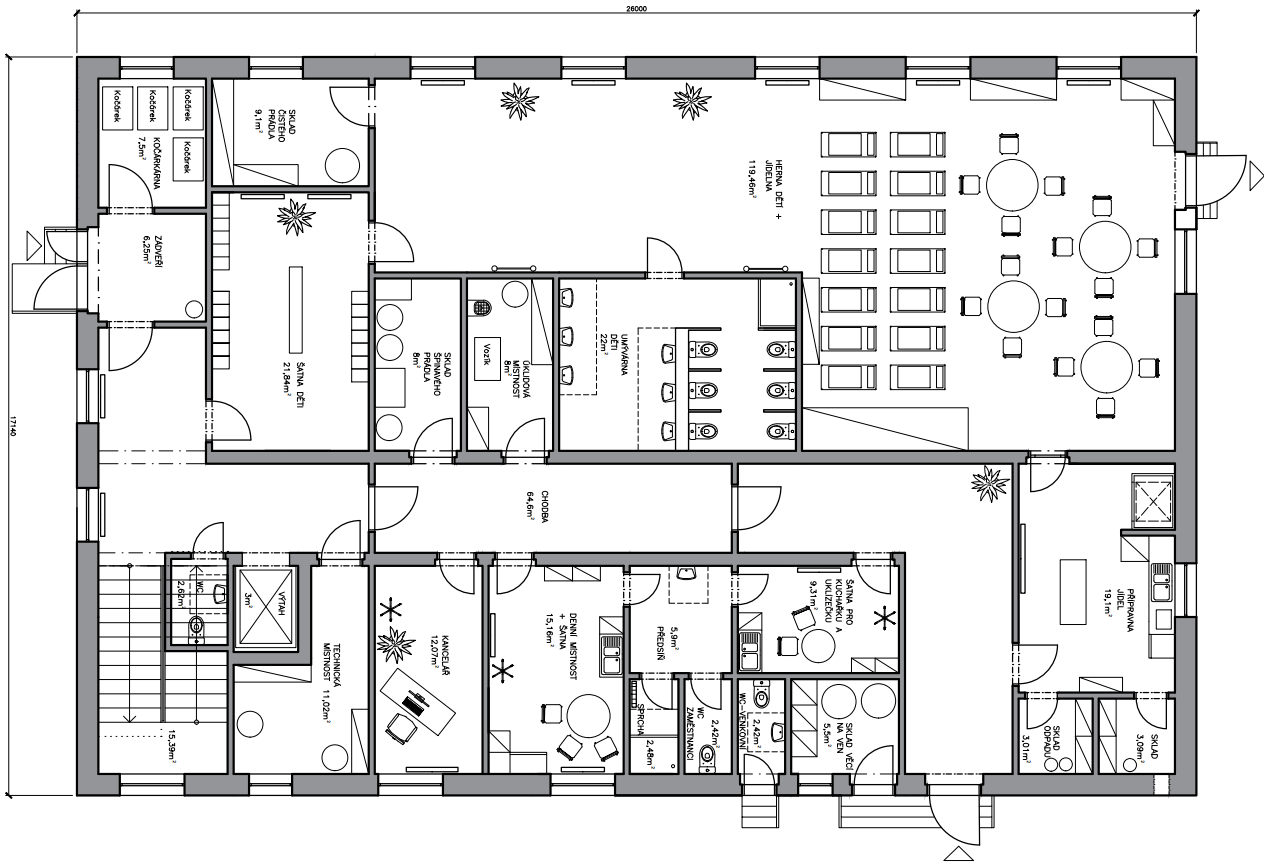 26000
17140
Kočárek
Kočárek
Kočárek
Kočárek
KOČÁRKÁRNA
7,5m²
SKLAD
ČISTÉHO
PRÁDLA
9,1m²
HERNA DĚTÍ +
JÍDELNA
119,46m²
ZÁDVEŘÍ
6,25m²
ŠATNA DĚTÍ
21,84m²
SKLAD
ŠPINAVÉHO
PRÁDLA
8m²
ÚKLIDOVÁ
MÍSTNOST
8m²
Vozík
UMÝVÁRNA
DĚTÍ
22m²
CHODBA
64,6m²
WC
2,62m²
VÝTAH
3m²
TECHNICKÁ
MÍSTNOST 11,02m²
15,39m²
KANCELÁŘ
12,07m²
DENNÍ MÍSTNOST
+ ŠATNA
15,16m²
5,9m²
PŘEDSÍŇ
SPRCHA
2,48m²
WC
ZAMĚSTNANCI
2,42m²
WC-VENKOVNÍ
2,42m²
ŠATNA PRO
KUCHAŘKU A
UKLÍZEČKU
9,31m²
SKLAD VĚCÍ
NA VEN
5,5m²
PŘÍPRAVNA
JÍDEL
19,1m²
SKLAD
ODPADU
3,01m²
SKLAD
3,09m²